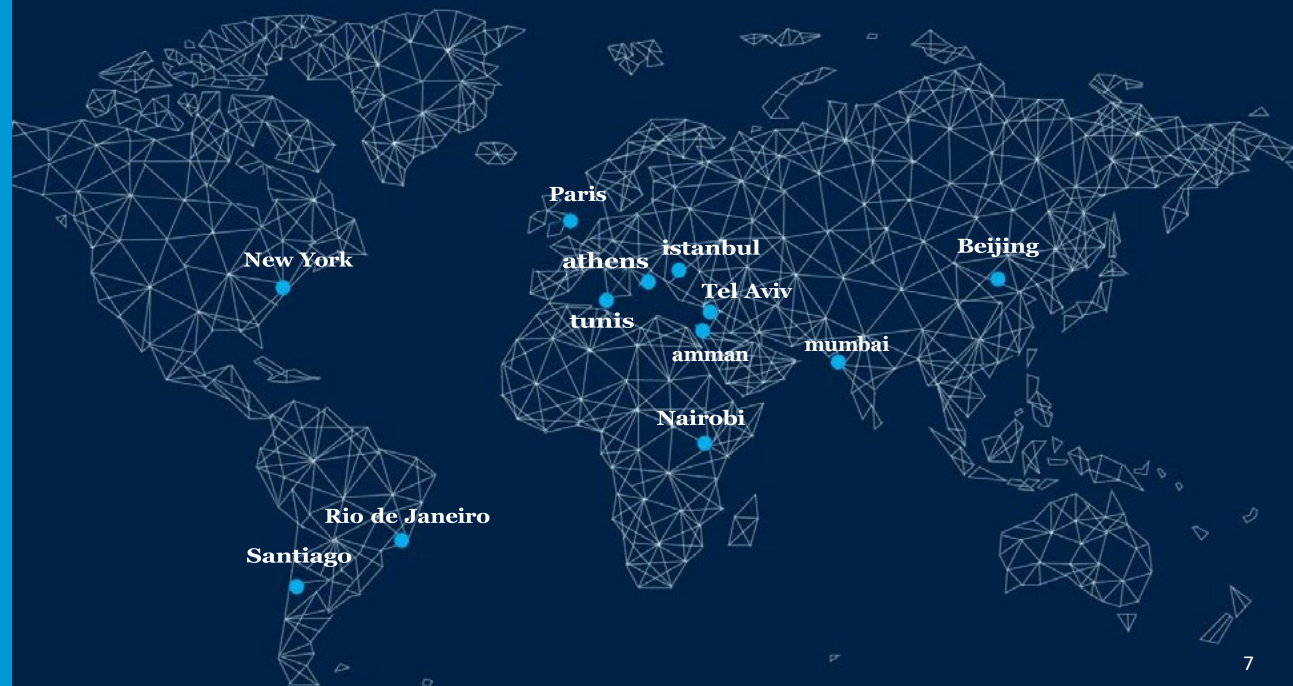 Paris
istanbul
Beijing
New York
athens
Tel Aviv
tunis
mumbai
amman
Nairobi
Rio de Janeiro
Santiago
7